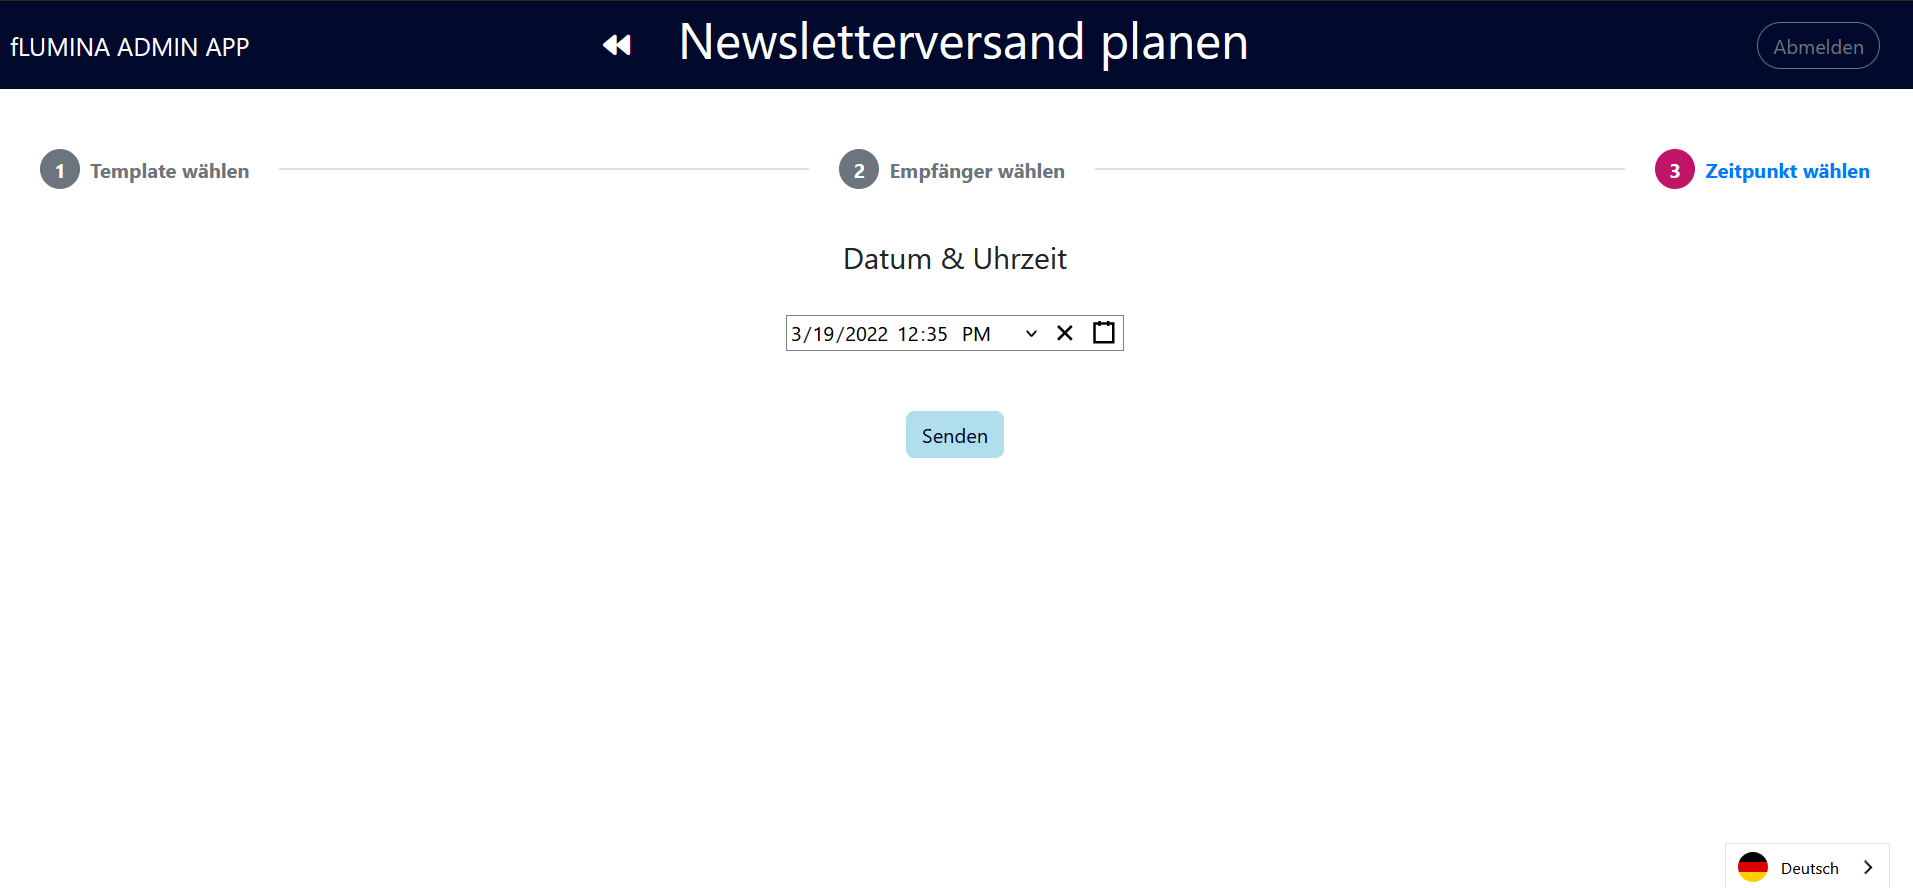 fLUMINA ADMIN APP
Newsletterversand planen
Abmelden
1 Template wählen
2 Empfänger wählen
3 Zeitpunkt wählen
Datum & Uhrzeit
3/19/2022 12:35 PM
Senden
Deutsch